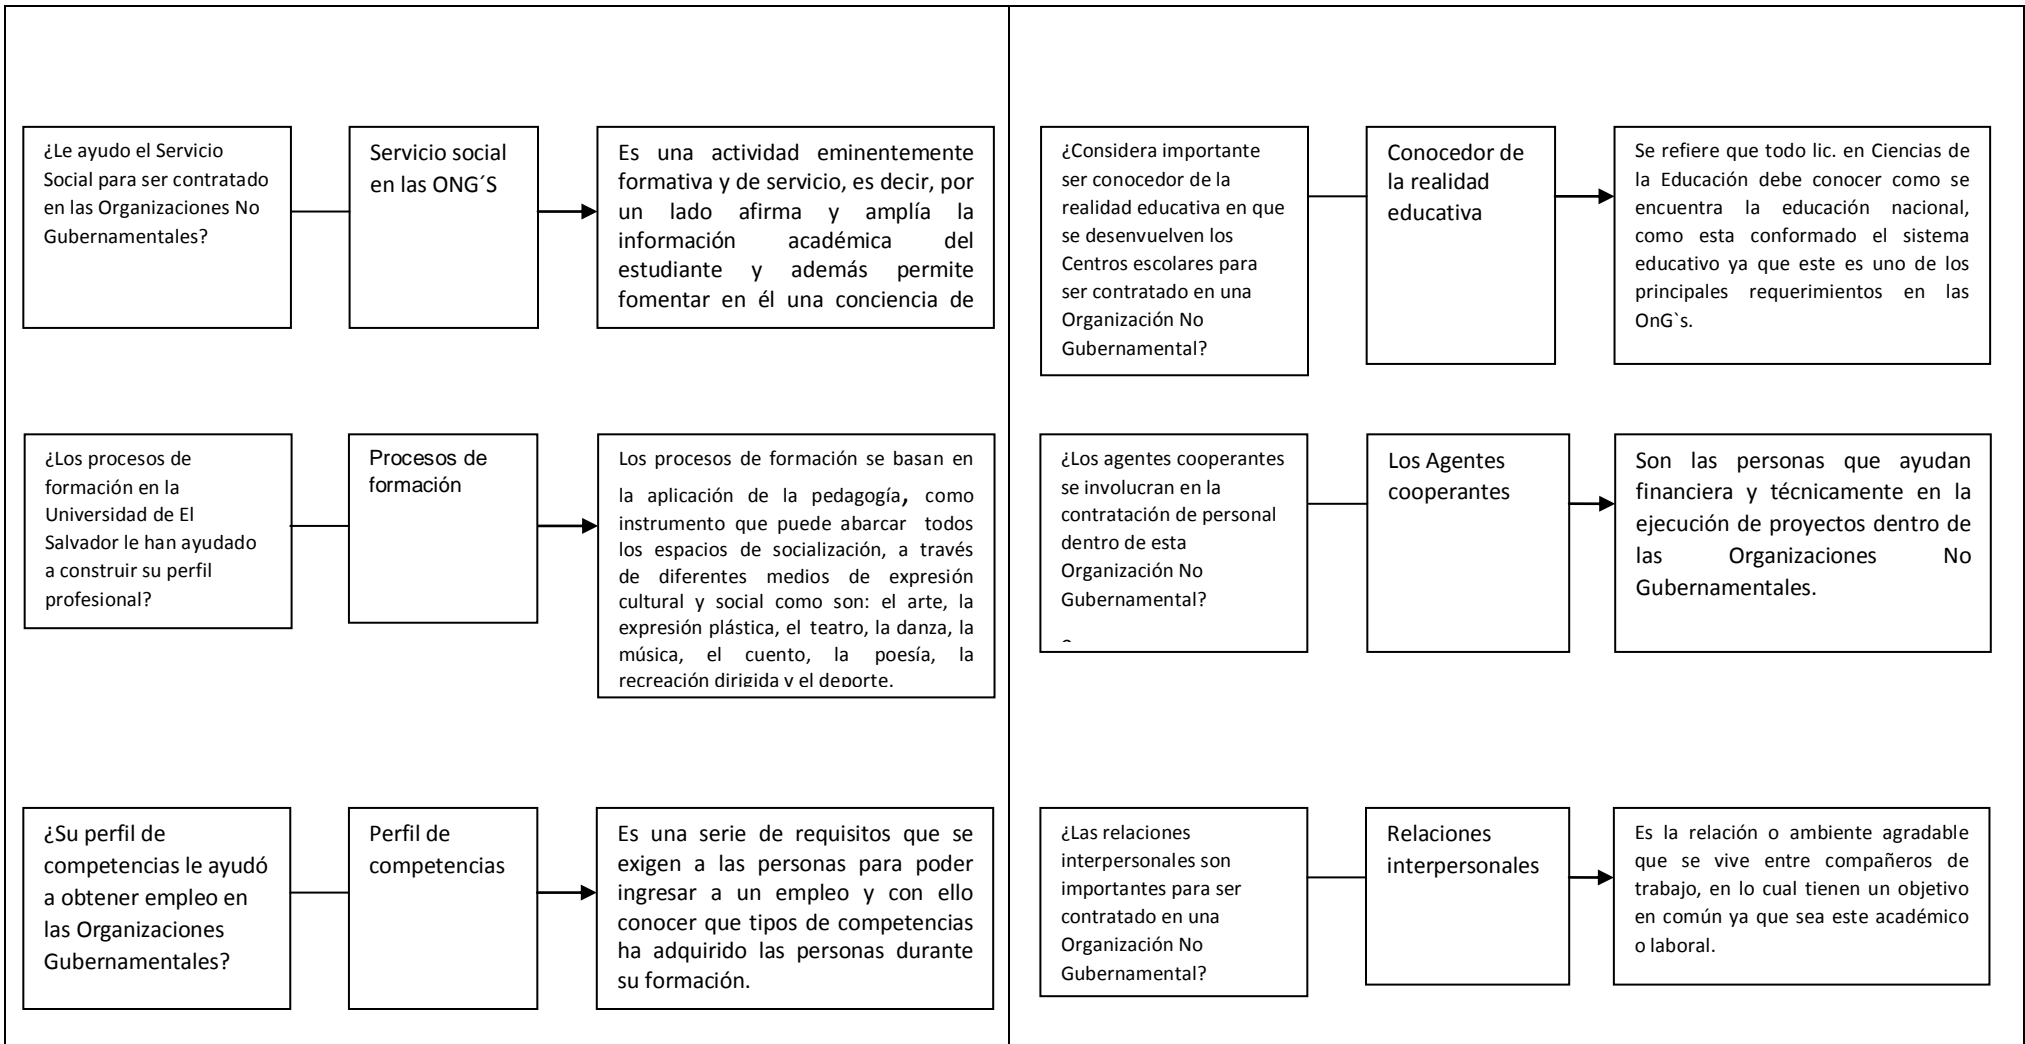 ¿Le ayudo el Servicio
Social para ser contratado
en las Organizaciones No
Gubernamentales?
Servicio social
en las ONG´S
Es una actividad eminentemente
formativa y de servicio, es decir, por
un lado afirma y amplía la
información académica del
estudiante y además permite
fomentar en él una conciencia de
¿Los procesos de
formación en la
Universidad de El
Salvador le han ayudado
a construir su perfil
profesional?
Procesos de
formación
Los procesos de formación se basan en
la aplicación de la pedagogía, como
instrumento que puede abarcar todos
los espacios de socialización, a través
de diferentes medios de expresión
cultural y social como son: el arte, la
expresión plástica, el teatro, la danza, la
música, el cuento, la poesía, la
recreación dirigida y el deporte.
¿Su perfil de
competencias le ayudó
a obtener empleo en
las Organizaciones
Gubernamentales?
Perfil de
competencias
Es una serie de requisitos que se
exigen a las personas para poder
ingresar a un empleo y con ello
conocer que tipos de competencias
ha adquirido las personas durante
su formación.
¿Considera importante
ser conocedor de la
realidad educativa en que
se desenvuelven los
Centros escolares para
ser contratado en una
Organización No
Gubernamental?
Conocedor de
la realidad
educativa
Se refiere que todo lic. en Ciencias de
la Educación debe conocer como se
encuentra la educación nacional,
como esta conformado el sistema
educativo ya que este es uno de los
principales requerimientos en las
OnG`s.
¿Los agentes cooperantes
se involucran en la
contratación de personal
dentro de esta
Organización No
Gubernamental?
Los Agentes
cooperantes
Son las personas que ayudan
financiera y técnicamente en la
ejecución de proyectos dentro de
las Organizaciones No
Gubernamentales.
¿Las relaciones
interpersonales son
importantes para ser
contratado en una
Organización No
Gubernamental?
Relaciones
interpersonales
Es la relación o ambiente agradable
que se vive entre compañeros de
trabajo, en lo cual tienen un objetivo
en común ya que sea este académico
o laboral.